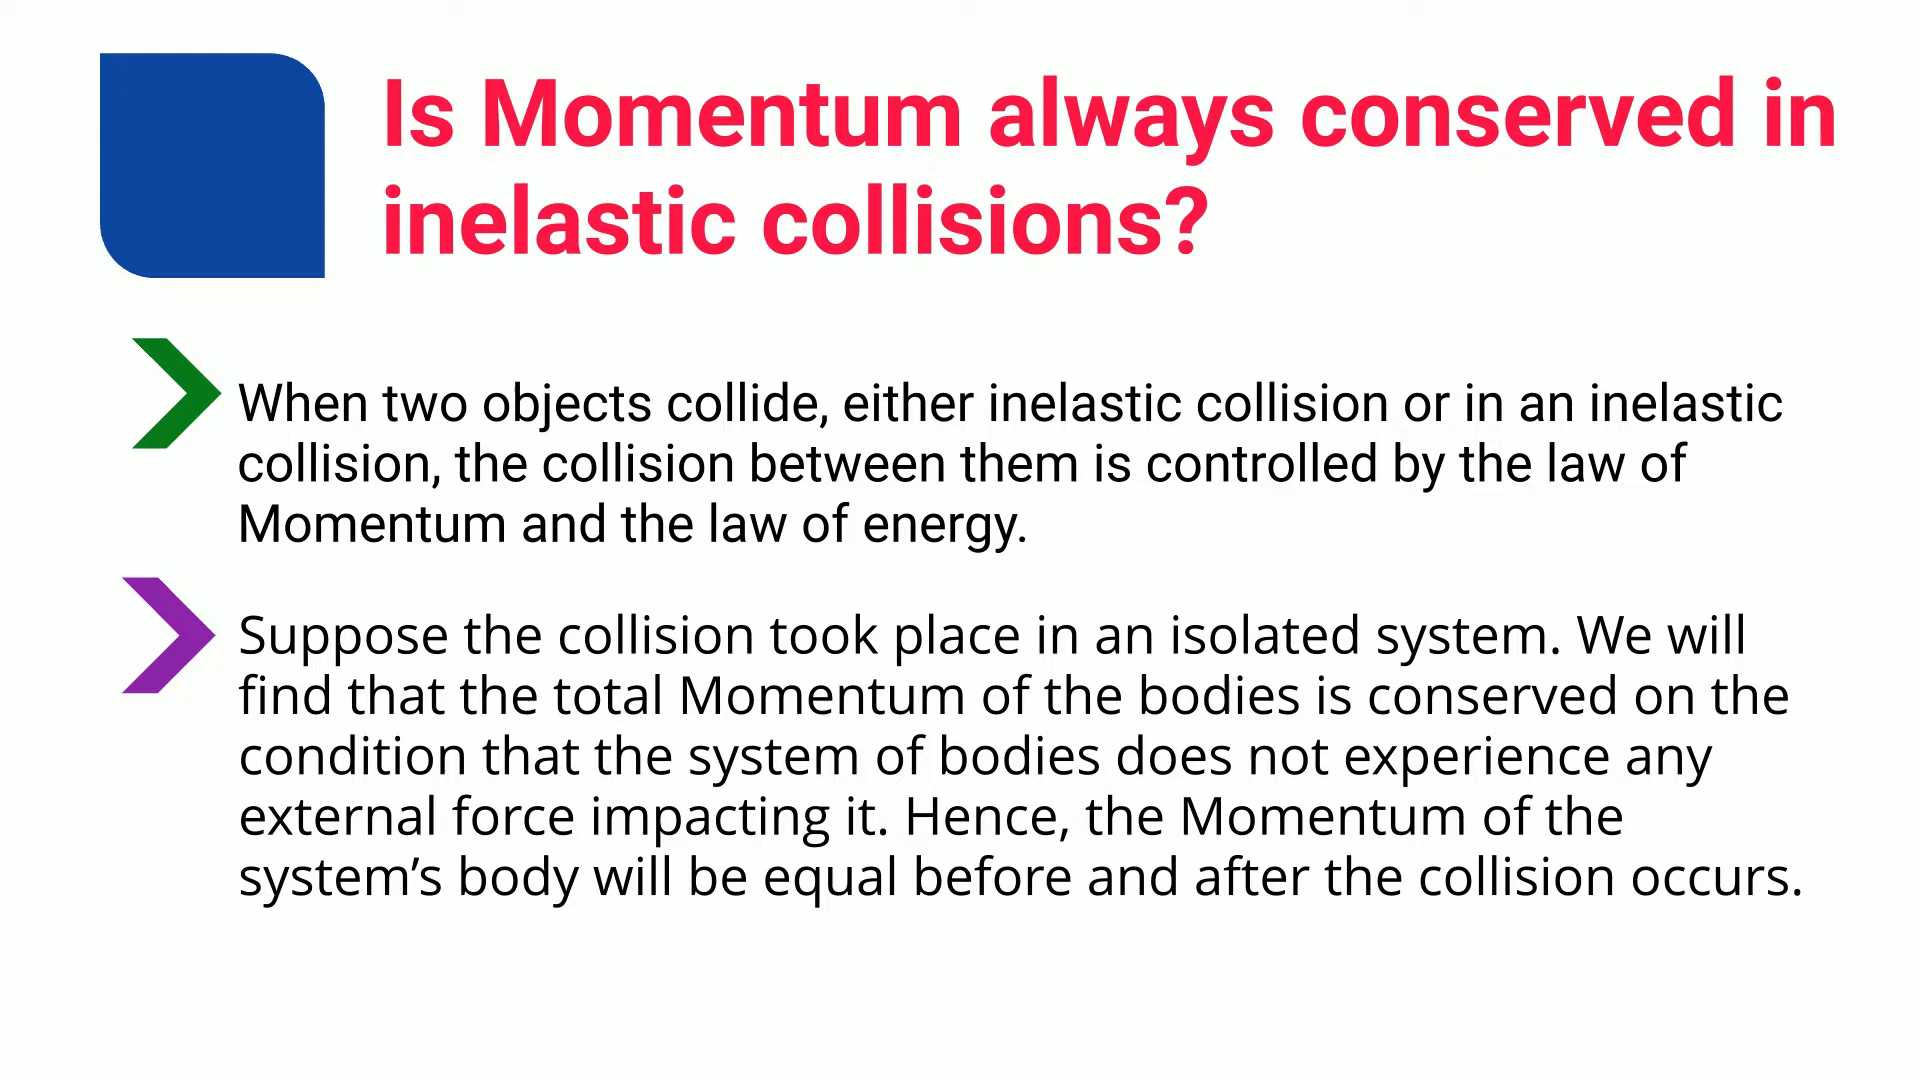 Is Momentum always conserved in
inelastic collisions?
When two objects collide, either inelastic collision or in an inelastic
collision, the collision between them is controlled by the law of
Momentum and the law of energy.
Suppose the collision took place in an isolated system. We will
find that the total Momentum of the bodies is conserved on the
condition that the system of bodies does not experience any
external force impacting it. Hence, the Momentum of the
system’s body will be equal before and after the collision occurs.